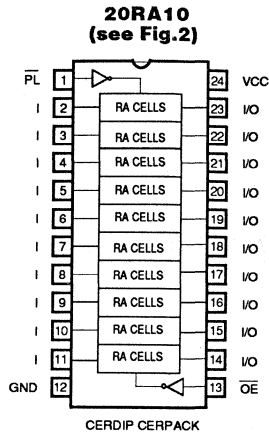 20RA10
(see Fig.2)
PL 1 24 VCC
I 2 RA CELLS 23 I/O
I 3 RA CELLS 22 I/O
I 4 RA CELLS 21 I/O
I 5 RA CELLS 20 I/O
I 6 RA CELLS 19 I/O
I 7 RA CELLS 18 I/O
I 8 RA CELLS 17 I/O
I 9 RA CELLS 16 I/O
I 10 RA CELLS 15 I/O
I 11 RA CELLS 14 I/O
GND 12 13 OE
CERDIP CERPACK